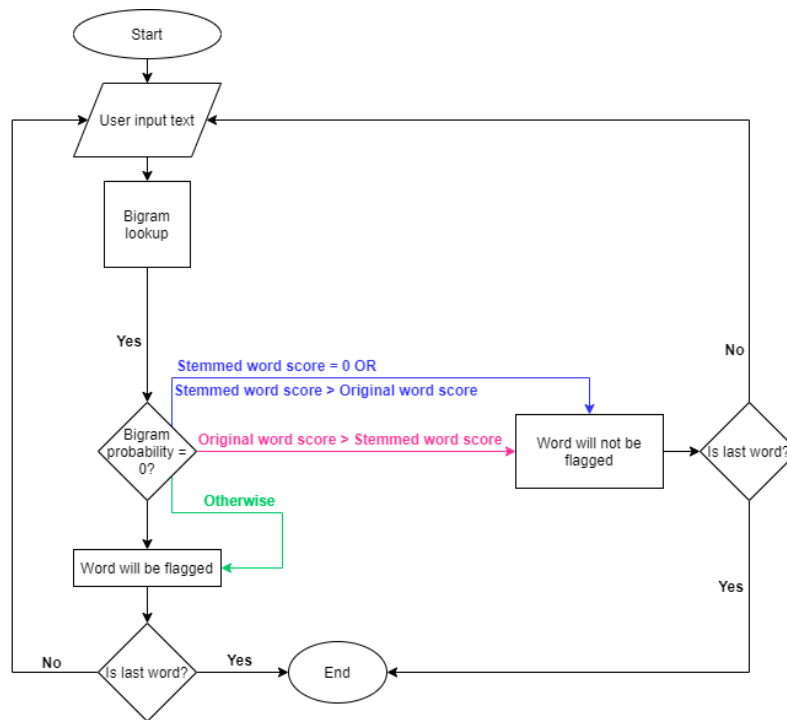 Start
User input text
Bigram
lookup
Yes
No
Stemmed word score = 0 OR
Stemmed word score > Original word score
Bigram
probability =
0?
Original word score > Stemmed word score
Word will not be
flagged
Is last word?
Otherwise
Word will be flagged
Yes
No
Is last word?
Yes
End